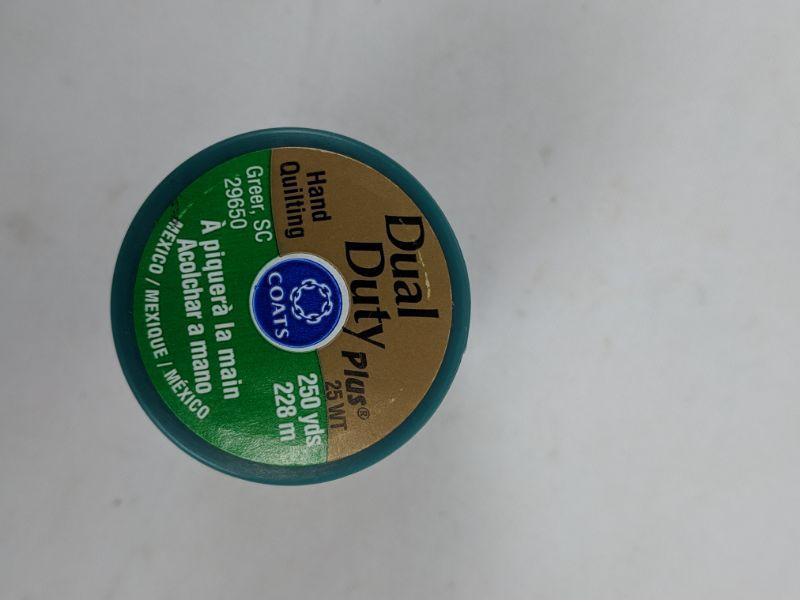 Dual
Duty Plus®
25 WT
Hand
Quilting
COATS
250 yds
228 m
Greer, SC
29650
À piquerà la main
Acolchar a mano
MEXICO / MEXIQUE / MÉXICO